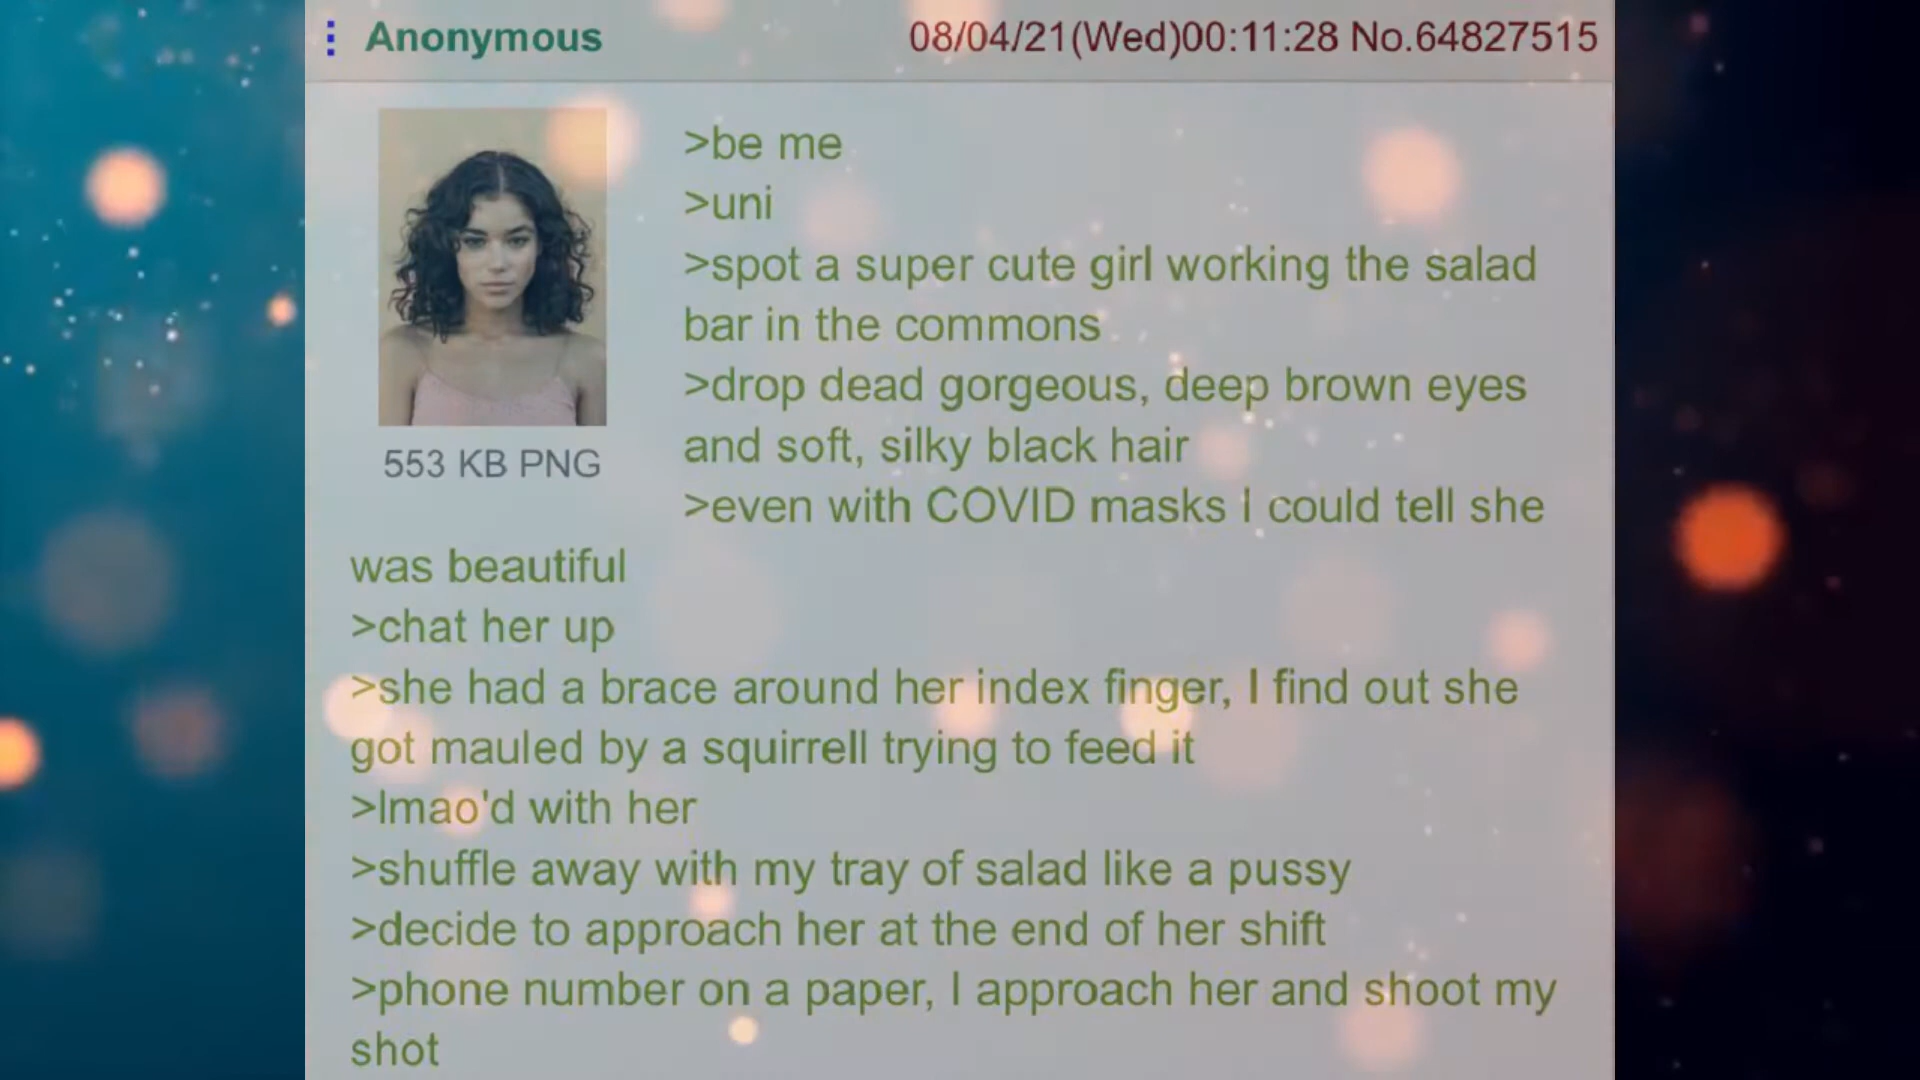 Anonymous 08/04/21(Wed)00:11:28 No.64827515
>be me
>uni
>spot a super cute girl working the salad
bar in the commons
>drop dead gorgeous, deep brown eyes
and soft, silky black hair
553 KB PNG
>even with COVID masks I could tell she
was beautiful
>chat her up
>she had a brace around her index finger, I find out she
got mauled by a squirrell trying to feed it
>lmao'd with her
>shuffle away with my tray of salad like a pussy
>decide to approach her at the end of her shift
>phone number on a paper, I approach her and shoot my
shot